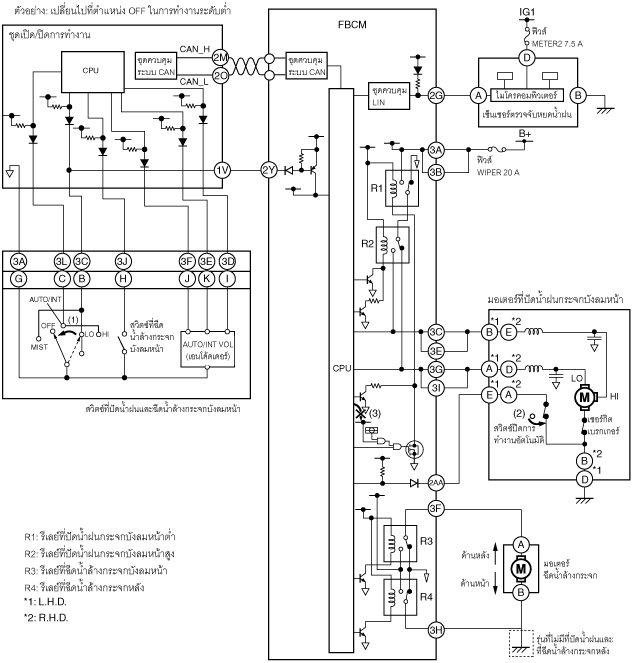 ตัวอย่าง: เปลี่ยนไปที่ตำแหน่ง OFF ในการทำงานระดับต่ำ
ชุดเปิด/ปิดการทำงาน
CPU
ชุดควบคุม
ระบบ CAN
CAN_H
CAN_L
2M
2O
1V
FBCM
ชุดควบคุม
ระบบ CAN
ชุดควบคุม
LIN
2G
2Y
IG1
ฟิวส์
METER2 7.5 A
D
A
ไมโครคอมพิวเตอร์
B
เซ็นเซอร์ตรวจจับหยดน้ำฝน
B+
ฟิวส์
WIPER 20 A
3A
3B
R1
R2
CPU
3A
3L
3C
3J
3F
3E
3D
G
C
B
H
J
K
I
AUTO/INT
OFF
(1)
LO
HI
MIST
สวิตช์ที่ฉีด
น้ำล้างกระจก
บังลมหน้า
AUTO/INT VOL
(เอนโค้ดเดอร์)
สวิตช์ที่ปัดน้ำฝนและฉีดน้ำล้างกระจกบังลมหน้า
มอเตอร์ที่ปัดน้ำฝนกระจกบังลมหน้า
3C
3E
3G
3I
*1
*2
B
E
*1
*2
A
D
*1
*2
E
A
LO
HI
M
(2)
สวิตช์ปิดการ
ทำงานอัตโนมัติ
เซอร์กิต
เบรกเกอร์
B
*2
D
*1
(3)
2AA
3F
R3
R4
3H
A
ด้านหลัง
M
ด้านหน้า
B
มอเตอร์
ฉีดน้ำล้างกระจก
รุ่นที่ไม่มีที่ปัดน้ำฝนและ
ที่ฉีดน้ำล้างกระจกหลัง
R1: รีเลย์ที่ปัดน้ำฝนกระจกบังลมหน้าต่ำ
R2: รีเลย์ที่ปัดน้ำฝนกระจกบังลมหน้าสูง
R3: รีเลย์ที่ฉีดน้ำล้างกระจกบังลมหน้า
R4: รีเลย์ที่ฉีดน้ำล้างกระจกหลัง
*1: L.H.D.
*2: R.H.D.